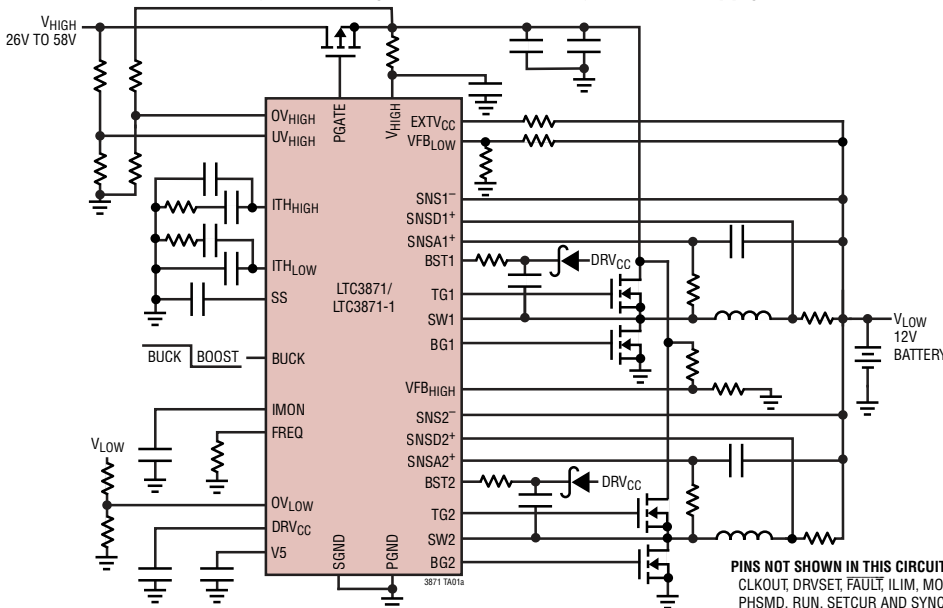 VHIGH
26V TO 58V
PGATE
VHIGH
OVHIGH
UVHIGH
ITHHIGH
ITHLOW
SS
BUCK
IMON
FREQ
OVLOW
DRVCC
V5
SGND
PGND
LTC3871/
LTC3871-1
EXTVCC
VFBLOW
SNS1−
SNSD1+
SNSA1+
BST1
TG1
SW1
BG1
VFBHIGH
SNS2−
SNSD2+
SNSA2+
BST2
TG2
SW2
BG2
DRVCC
DRVCC
BUCK BOOST
VLOW
VLOW
12V
BATTERY
3871 TA01a
PINS NOT SHOWN IN THIS CIRCUIT
CLKOUT, DRVSET, FAULT, ILIM,
PHSMD, RUN, SETCUR AND SYNC